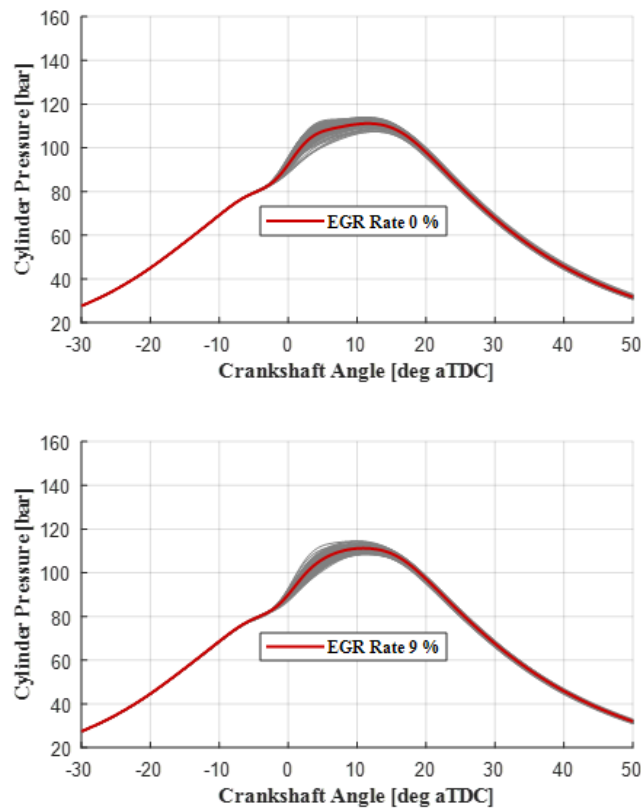 160
140
120
100
80
60
40
20
Cylinder Pressure [bar]
EGR Rate 0 %
-30 -20 -10 0 10 20 30 40 50
Crankshaft Angle [deg aTDC]
160
140
120
100
80
60
40
20
Cylinder Pressure [bar]
EGR Rate 9 %
-30 -20 -10 0 10 20 30 40 50
Crankshaft Angle [deg aTDC]